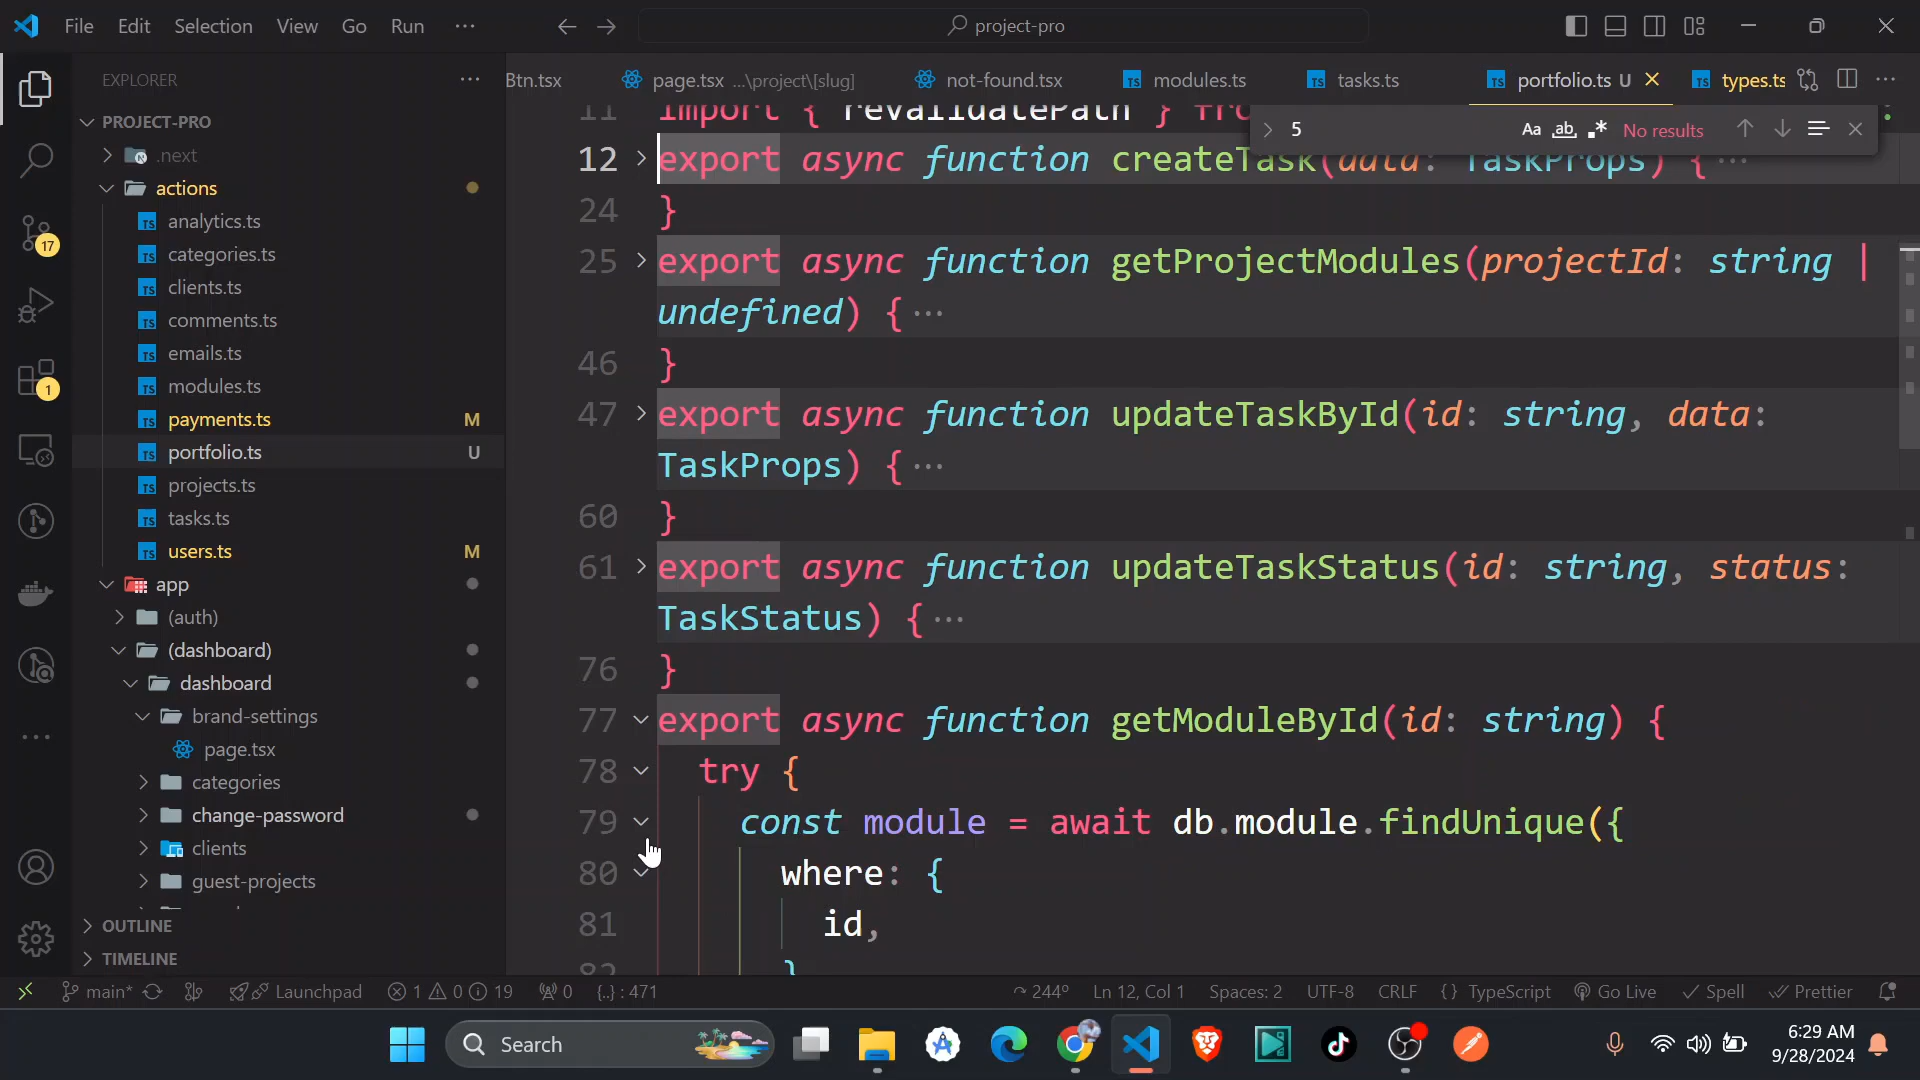 File Edit Selection View Go Run ··· project-pro
EXPLORER ···
PROJECT-PRO
.next
actions
analytics.ts
categories.ts
clients.ts
comments.ts
emails.ts
modules.ts
payments.ts M
portfolio.ts U
projects.ts
tasks.ts
users.ts M
app
(auth)
(dashboard)
dashboard
brand-settings
page.tsx
categories
change-password
clients
guest-projects
OUTLINE
TIMELINE
17
1
Btn.tsx page.tsx ...\project\[slug] not-found.tsx modules.ts tasks.ts portfolio.ts U types.ts ···
5 Aa ab .* No results
11 import { revalidatePath }
12 export async function createTask(data: TaskProps) {···
24 }
25 export async function getProjectModules(projectId: string |
undefined) {···
46 }
47 export async function updateTaskById(id: string, data:
TaskProps) {···
60 }
61 export async function updateTaskStatus(id: string, status:
TaskStatus) {···
76 }
77 export async function getModuleById(id: string) {
78 try {
79 const module = await db.module.findUnique({
80 where: {
81 id,
82 }
main* Launchpad 1 0 19 0 {..} : 471 244° Ln 12, Col 1 Spaces: 2 UTF-8 CRLF {} TypeScript Go Live Spell Prettier
Search
6:29 AM
9/28/2024